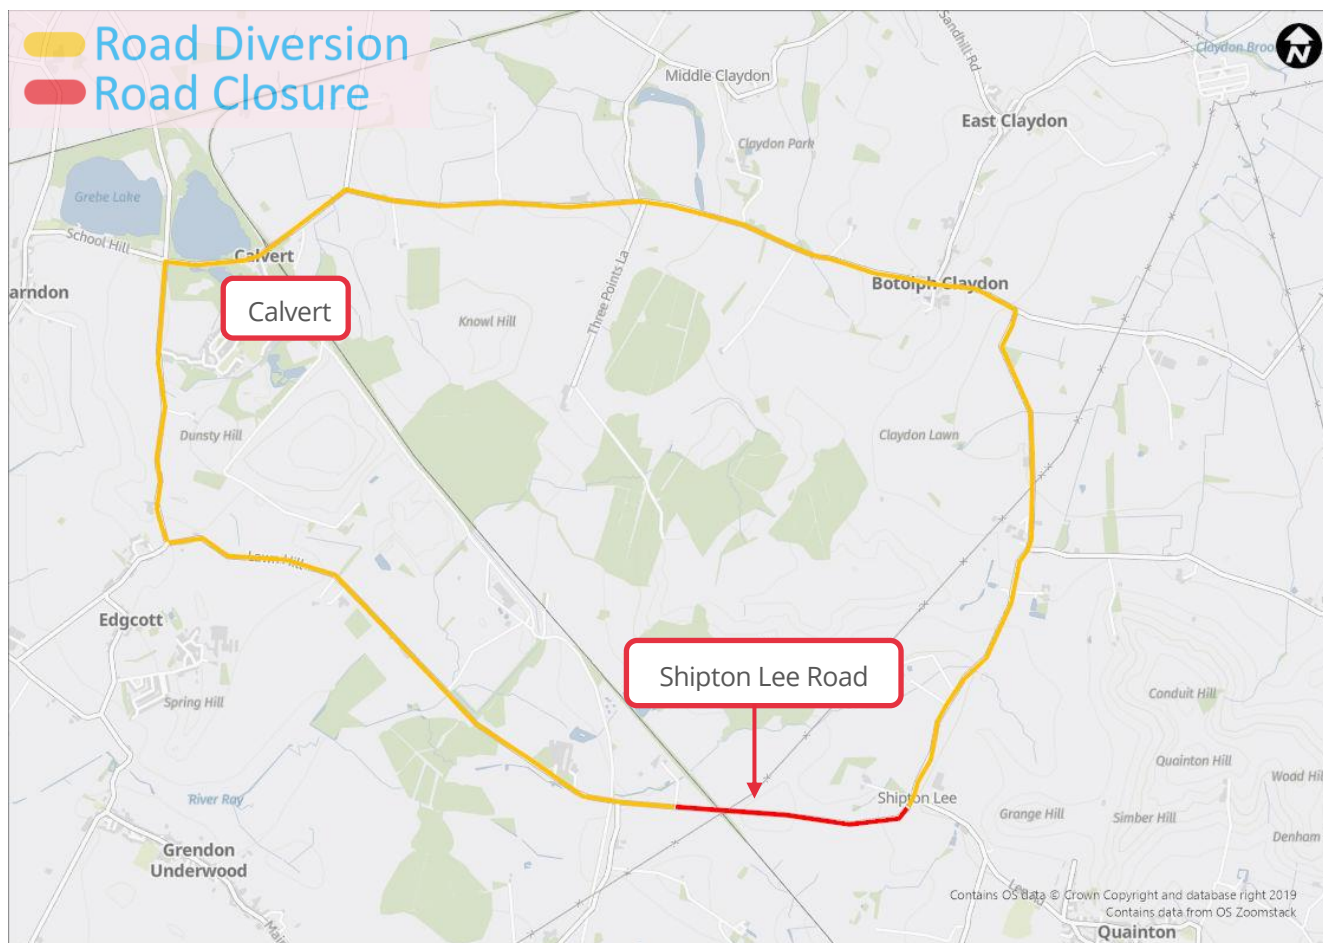 Road Diversion
Road Closure
Sandhill Rd
Claydon Broo
N
Middle Claydon
East Claydon
Claydon Park
Grebe Lake
School Hill
Calvert
arndon
Botolph Claydon
Calvert
Three Points La
Knowl Hill
Dunsty Hill
Claydon Lawn
Lawn Hill
Edgcott
Shipton Lee Road
Spring Hill
Conduit Hill
Quainton Hill
Woad Hil
River Ray
Shipton Lee
Grange Hill
Simber Hill
Denham
Grendon
Underwood
Contains OS data © Crown Copyright and database right 2019
Contains data from OS Zoomstack
Quainton